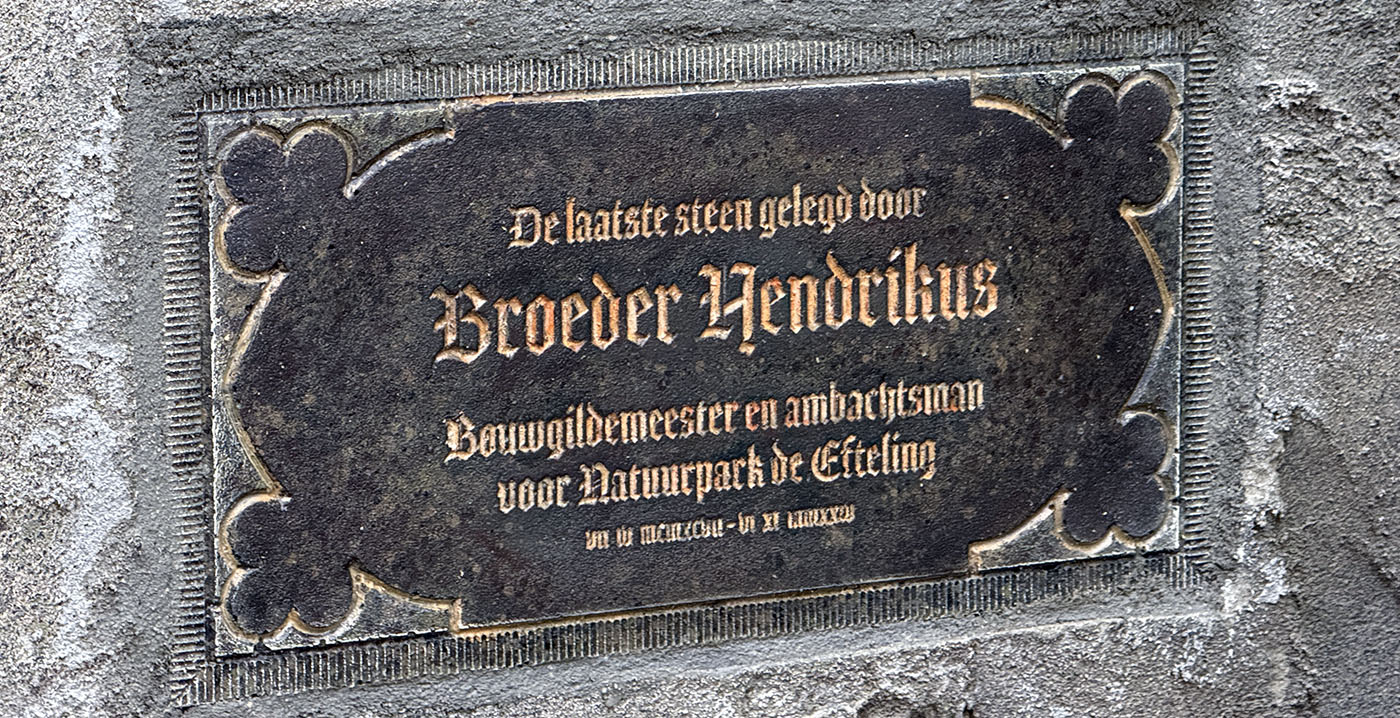 De laatste steen gelegd door
Broeder Hendrikus
Bouwgildemeester en ambachtsman
voor Natuurpark de Efteling